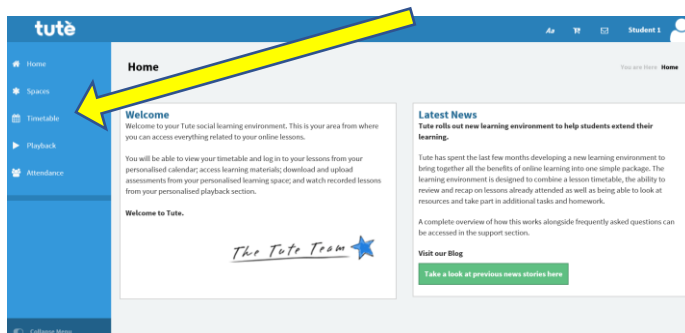 tutè
Aa
Student 1
Home
Spaces
Timetable
Playback
Attendance
Collapse Menu
Home
You are Here Home
Welcome
Welcome to your Tute social learning environment. This is your area from where
you can access everything related to your online lessons.
You will be able to view your timetable and log in to your lessons from your
personalised calendar; access learning materials; download and upload
assessments from your personalised learning space; and watch recorded lessons
from your personalised playback section.
Welcome to Tute.
The Tute Team
Latest News
Tute rolls out new learning environment to help students extend their
learning.
Tute has spent the last few months developing a new learning environment to
bring together all the benefits of online learning into one simple package. The
learning environment is designed to combine a lesson timetable, the ability to
review and recap on lessons already attended as well as being able to look at
resources and take part in additional tasks and homework.
A complete overview of how this works alongside frequently asked questions can
be accessed in the support section.
Visit our Blog
Take a look at previous news stories here